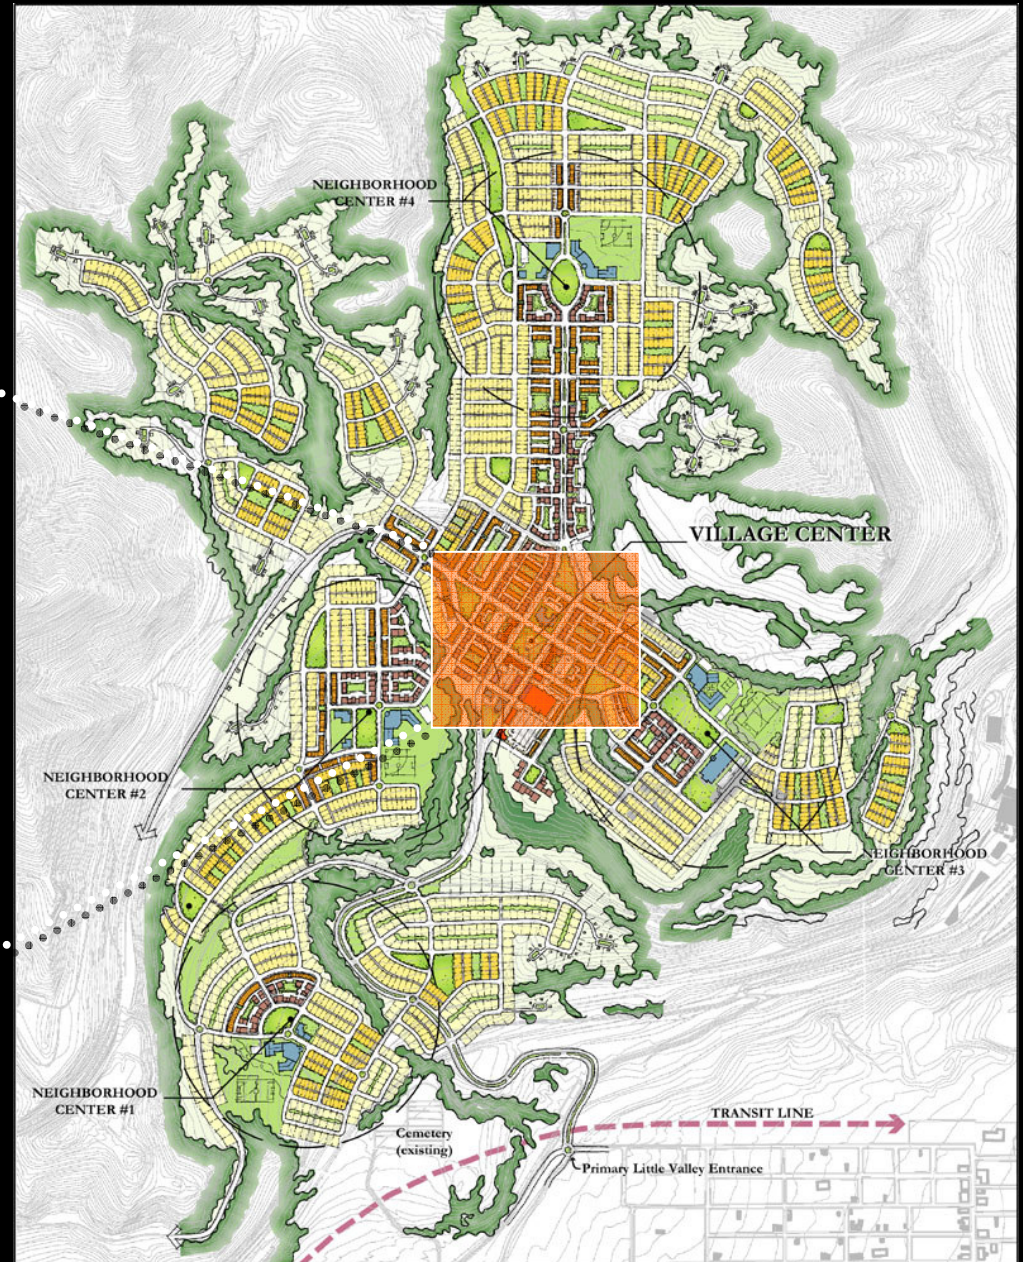 NEIGHBORHOOD
CENTER #4
VILLAGE CENTER
NEIGHBORHOOD
CENTER #2
NEIGHBORHOOD
CENTER #3
NEIGHBORHOOD
CENTER #1
TRANSIT LINE
Cemetery
(existing)
Primary Little Valley Entrance